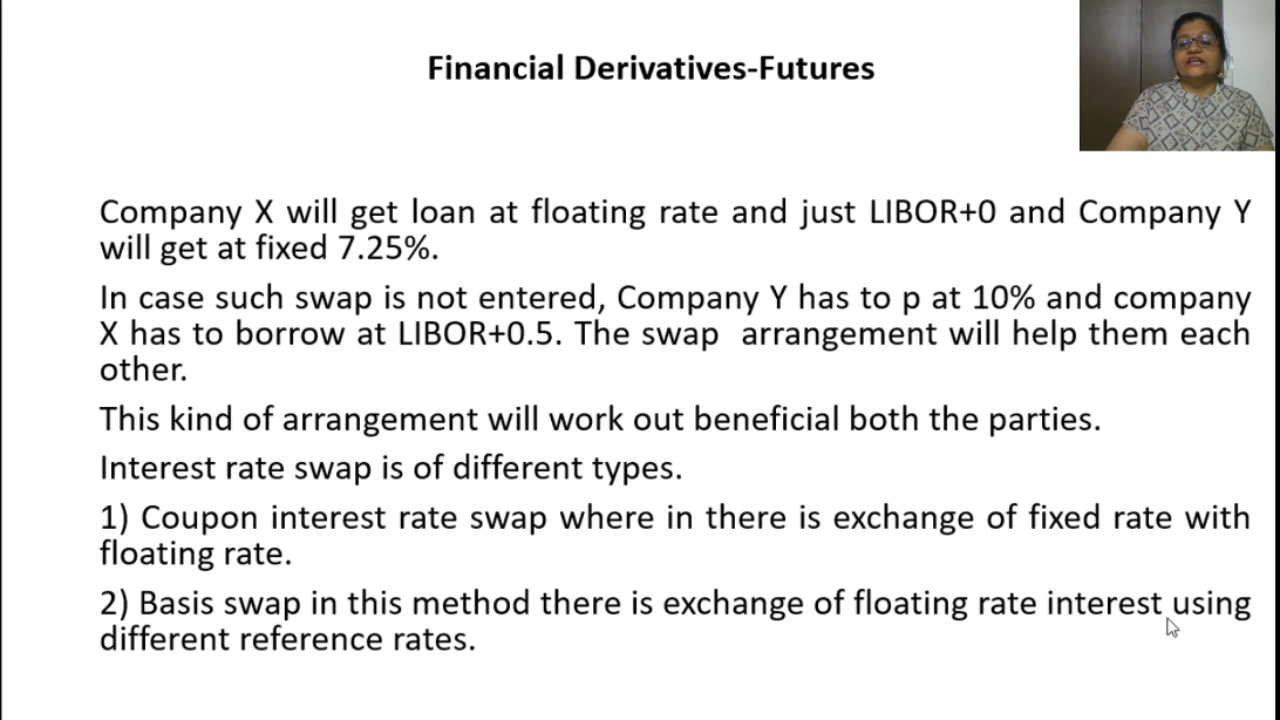 Financial Derivatives-Futures
Company X will get loan at floating rate and just LIBOR+0 and Company Y
will get at fixed 7.25%.
In case such swap is not entered, Company Y has to p at 10% and company
X has to borrow at LIBOR+0.5. The swap arrangement will help them each
other.
This kind of arrangement will work out beneficial both the parties.
Interest rate swap is of different types.
1) Coupon interest rate swap where in there is exchange of fixed rate with
floating rate.
2) Basis swap in this method there is exchange of floating rate interest using
different reference rates.